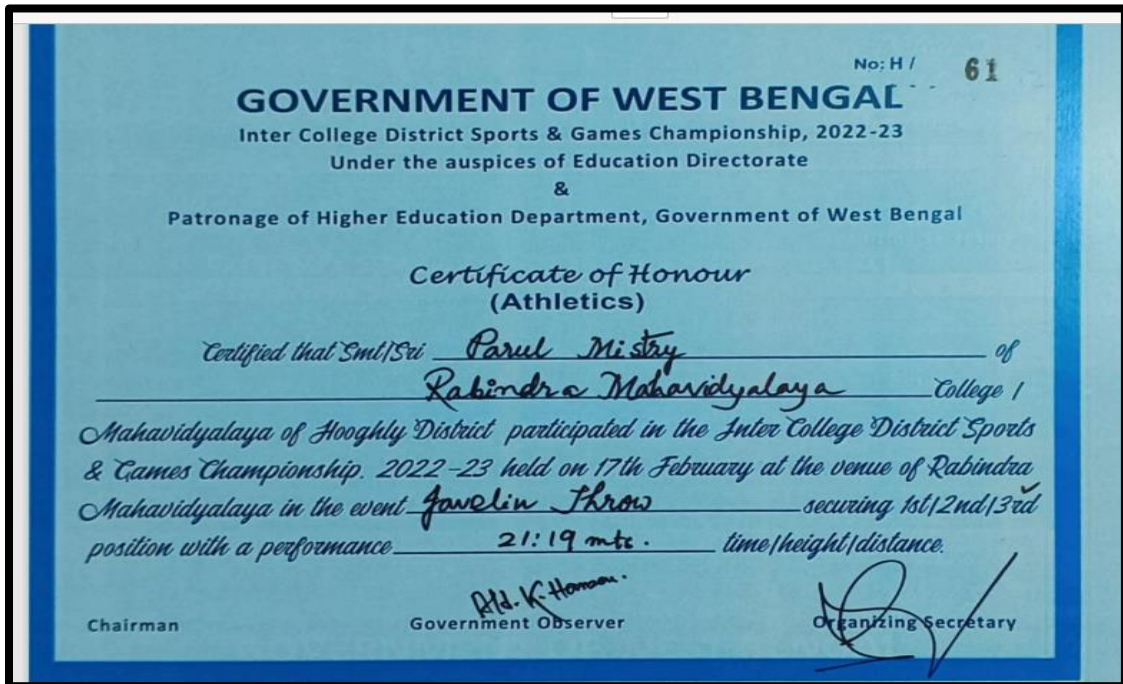 No: H / 61
GOVERNMENT OF WEST BENGAL
Inter College District Sports & Games Championship, 2022-23
Under the auspices of Education Directorate
&
Patronage of Higher Education Department, Government of West Bengal
Certificate of Honour
(Athletics)
Certified that Smt/Sri Parul Mistry of
Rabindra Mahavidyalaya College /
Mahavidyalaya of Hooghly District participated in the Inter College District Sports
& Games Championship. 2022-23 held on 17th February at the venue of Rabindra
Mahavidyalaya in the event Javelin Throw securing 1st/2nd/3rd
position with a performance 21:19 mtc. time/height/distance.
Chairman Government Observer Organizing Secretary